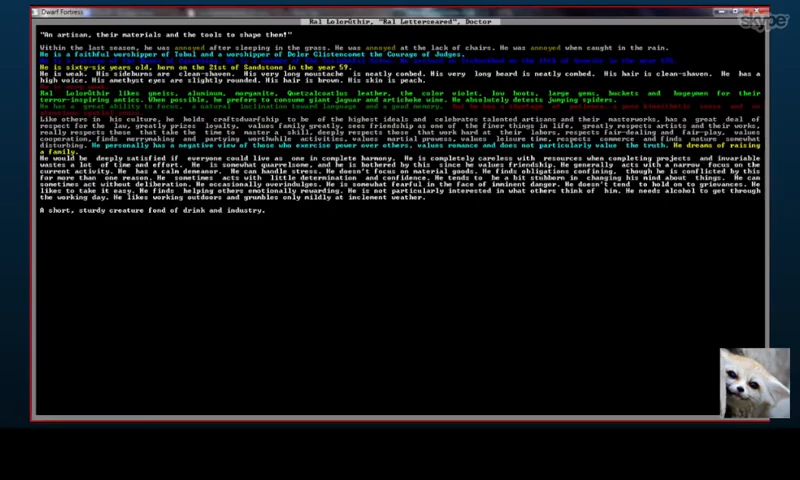 Dwarf Fortress
skype
Ral Lolorûthir, "Ral Letterseared", Doctor
"An artisan, their materials and the tools to shape them!"
Within the last season, he was annoyed after sleeping in the grass. He was annoyed at the lack of chairs. He was annoyed when caught in the rain.
He is a faithful worshipper of Tobul and a worshipper of Doler Glistencomet the Courage of Judges.
He is sixty-six years old, born on the 21st of Sandstone in the year 59.
He is weak. His sideburns are clean-shaven. His very long moustache is neatly combed. His very long beard is neatly combed. His hair is clean-shaven. He has a
high voice. His amethyst eyes are slightly rounded. His hair is brown. His skin is peach.
Ral Lolorûthir likes gneiss, aluminum, morganite, Quetzalcoatlus leather, the color violet, low boots, large gems, buckets and bogeymen for their
terror-inspiring antics. When possible, he prefers to consume giant jaguar and artichoke wine. He absolutely detests jumping spiders.
He has a great ability to focus, a natural inclination toward language and a good memory,
Like others in his culture, he holds craftsdwarfship to be of the highest ideals and celebrates talented artists and their masterworks, has a great deal of
respect for the law, greatly prizes loyalty, values family greatly, sees friendship as one of the finer things in life, greatly respects artists and their works,
really respects those that take the time to master a skill, deeply respects those that work hard at their labors, respects fair-dealing and fair-play, values
cooperation, finds merrymaking and partying worthwhile activities, values martial prowess, values leisure time, respects commerce and finds nature somewhat
disturbing. He personally has a negative view of those who exercise power over others, values romance and does not particularly value the truth. He dreams of raising
a family.
He would be deeply satisfied if everyone could live as one in complete harmony. He is completely careless with resources when completing projects and invariable
wastes a lot of time and effort. He is somewhat quarrelsome, and he is bothered by this since he values friendship. He generally acts with a narrow focus on the
current activity. He has a calm demeanor. He can handle stress. He doesn't focus on material goods. He finds obligations confining, though he is conflicted by this
for more than one reason. He sometimes acts with little determination and confidence. He tends to be a bit stubborn in changing his mind about things. He can
sometimes act without deliberation. He occasionally overindulges. He is somewhat fearful in the face of imminent danger. He doesn't tend to hold on to grievances. He
likes to take it easy. He finds helping others emotionally rewarding. He is not particularly interested in what others think of him. He needs alcohol to get through
the working day. He likes working outdoors and grumbles only mildly at inclement weather.
A short, sturdy creature fond of drink and industry.